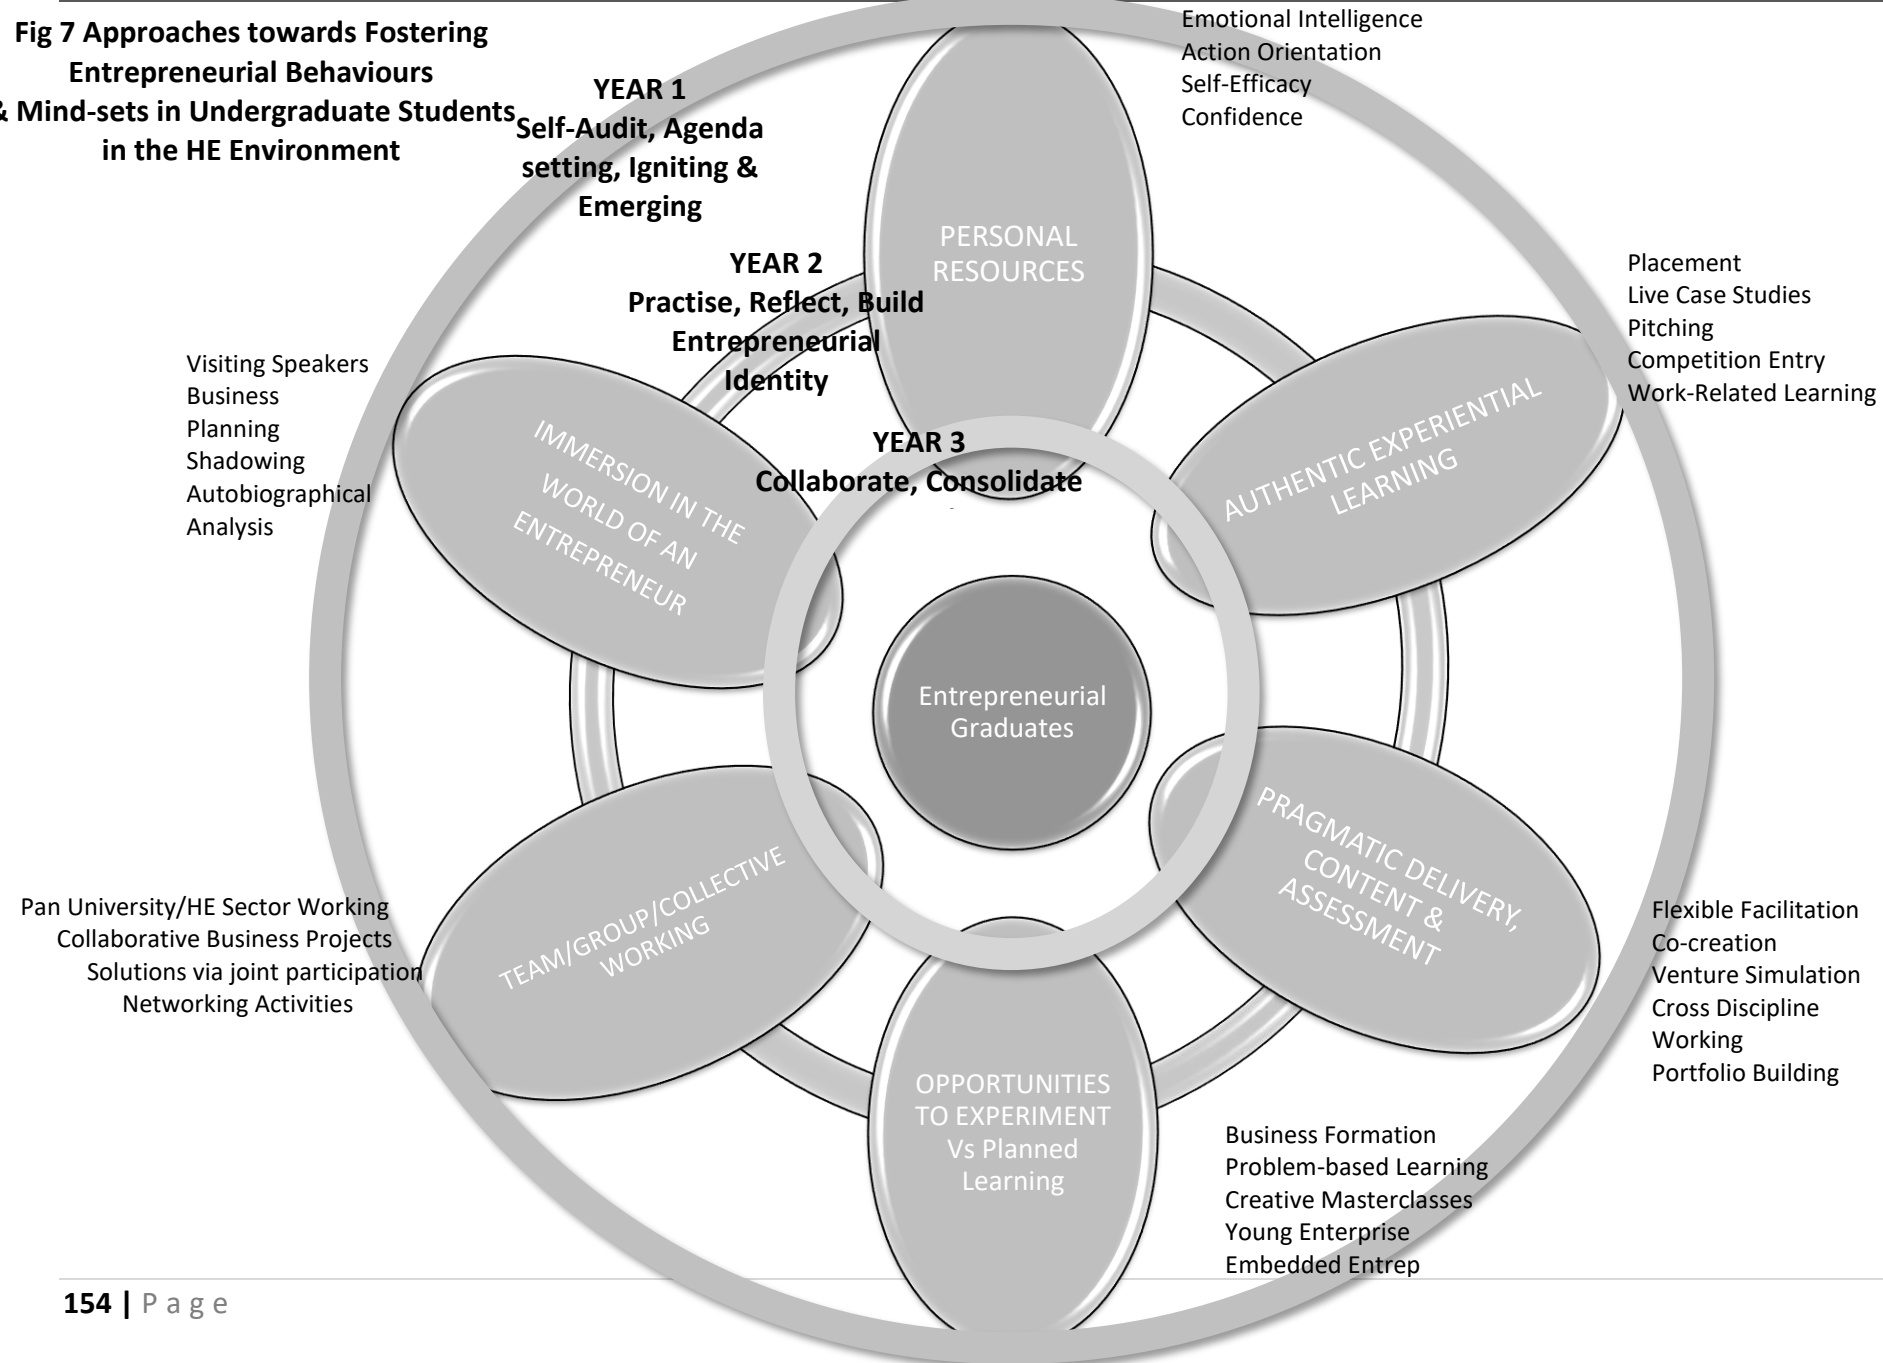 Fig 7 Approaches towards Fostering
Entrepreneurial Behaviours
& Mind-sets in Undergraduate Students
in the HE Environment
YEAR 1
Self-Audit, Agenda
setting, Igniting &
Emerging
YEAR 2
Practise, Reflect, Build
Entrepreneurial
Identity
YEAR 3
Collaborate, Consolidate
Emotional Intelligence
Action Orientation
Self-Efficacy
Confidence
PERSONAL
RESOURCES
Placement
Live Case Studies
Pitching
Competition Entry
Work-Related Learning
AUTHENTIC EXPERIENTIAL
LEARNING
Visiting Speakers
Business
Planning
Shadowing
Autobiographical
Analysis
IMMERSION IN THE
WORLD OF AN
ENTREPRENEUR
Entrepreneurial
Graduates
PRAGMATIC DELIVERY,
CONTENT &
ASSESSMENT
Flexible Facilitation
Co-creation
Venture Simulation
Cross Discipline
Working
Portfolio Building
TEAM/GROUP/COLLECTIVE
WORKING
Pan University/HE Sector Working
Collaborative Business Projects
Solutions via joint participation
Networking Activities
OPPORTUNITIES
TO EXPERIMENT
Vs Planned
Learning
Business Formation
Problem-based Learning
Creative Masterclasses
Young Enterprise
Embedded Entrep
154 | Page